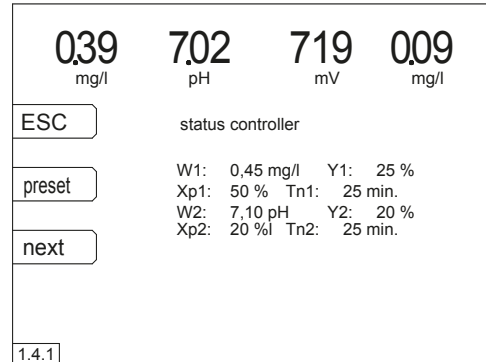 0.39 7.02 719 0.09
mg/l pH mV mg/l
ESC
status controller
preset
W1: 0,45 mg/l Y1: 25 %
Xp1: 50 % Tn1: 25 min.
W2: 7,10 pH Y2: 20 %
Xp2: 20 %l Tn2: 25 min.
next
1.4.1